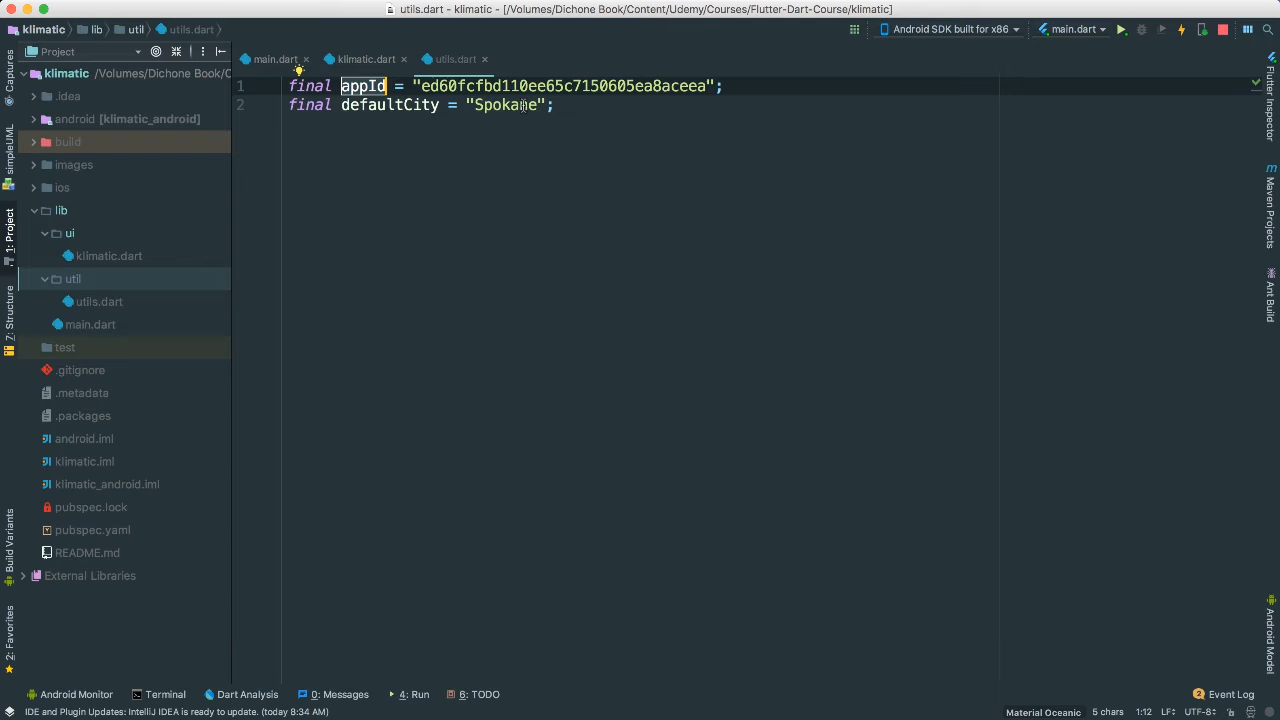 utils.dart - klimatic - [/Volumes/Dichone Book/Content/Udemy/Courses/Flutter-Dart-Course/klimatic]
klimatic
lib
util
utils.dart
Android SDK built for x86
main.dart
Project
main.dart
klimatic.dart
utils.dart
klimatic /Volumes/Dichone Book/C
.idea
android [klimatic_android]
build
images
ios
lib
ui
klimatic.dart
util
utils.dart
main.dart
test
.gitignore
.metadata
.packages
android.iml
klimatic.iml
klimatic_android.iml
pubspec.lock
pubspec.yaml
README.md
External Libraries
1 final appId = "ed60fcfbd110ee65c7150605ea8aceea";
2 final defaultCity = "Spokane";
Captures
simpleUML
1: Project
7: Structure
Build Variants
2: Favorites
Flutter Inspector
Maven Projects
Ant Build
Android Model
Android Monitor
Terminal
Dart Analysis
0: Messages
4: Run
6: TODO
2 Event Log
IDE and Plugin Updates: IntelliJ IDEA is ready to update. (today 8:34 AM)
Material Oceanic
5 chars
1:12
LF
UTF-8